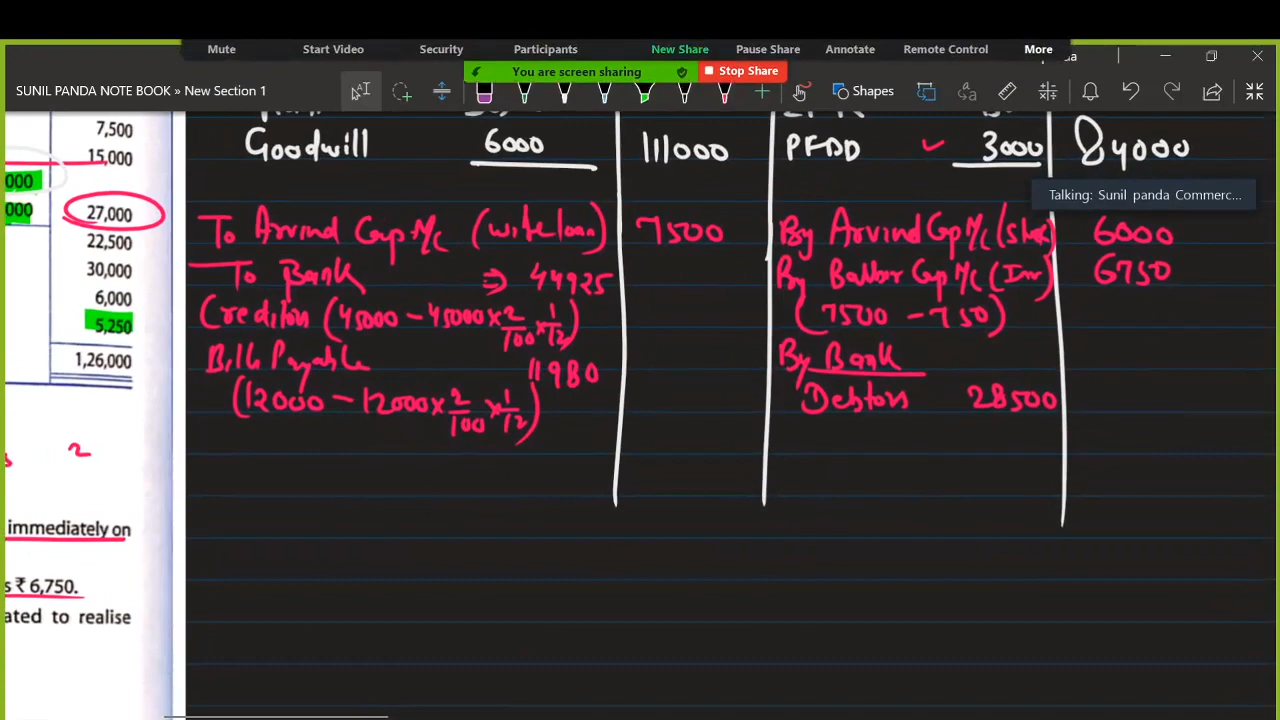 Mute Start Video Security Participants New Share Pause Share Annotate Remote Control More
You are screen sharing Stop Share
SUNIL PANDA NOTE BOOK » New Section 1 Shapes
7,500
15,000
000
000
27,000
22,500
30,000
6,000
5,250
1,26,000
2
immediately on
s ₹ 6,750.
ated to realise
Goodwill 6000 111000 PFDD 3000 84000
Talking: Sunil panda Commerc...
To Arvind Cap A/c (wife loan) 7500 By Arvind Cap A/c (Stock) 6000
To Bank ⇒ 44925 By Babbar Cap A/c (Inv) 6750
Creditors (45000 - 45000 x 2/100 x 1/12) (7500 - 750)
Bills Payable 11980 By Bank
(12000 - 12000 x 2/100 x 1/12) Debtors 28500